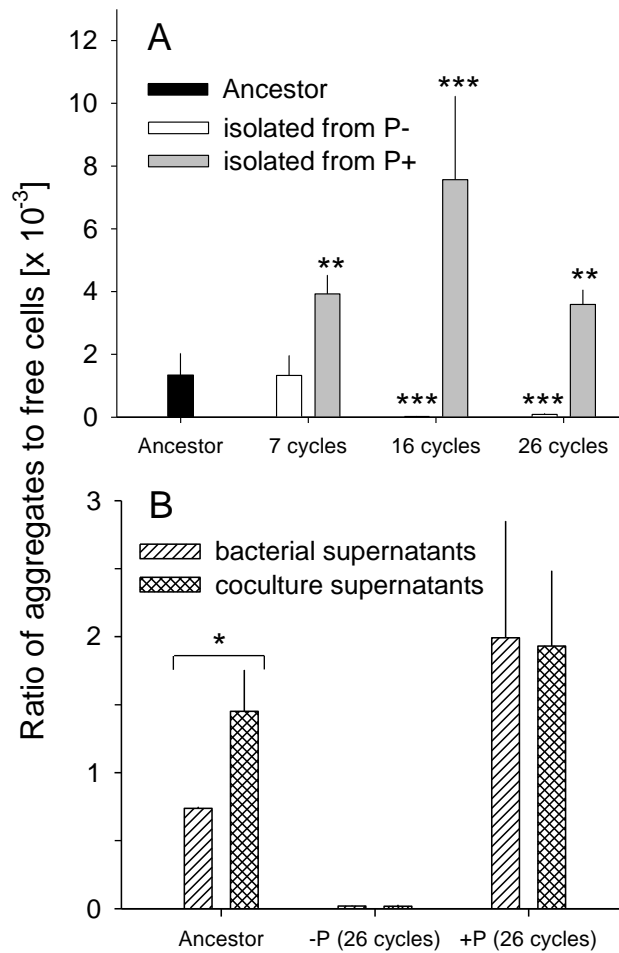 Ratio of aggregates to free cells [x 10-3]
A
Ancestor
isolated from P-
isolated from P+
12
10
8
6
4
2
0
***
**
***
**
***
Ancestor
7 cycles
16 cycles
26 cycles
B
bacterial supernatants
coculture supernatants
3
2
1
0
*
Ancestor
-P (26 cycles)
+P (26 cycles)